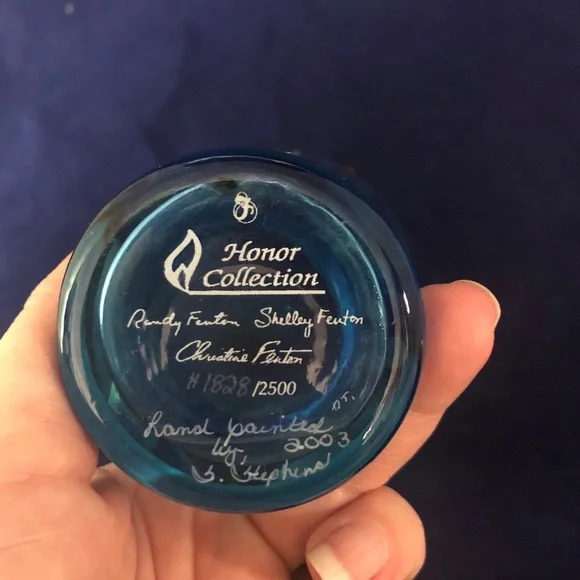 Honor
Collection
Randy Fenton Shelley Fenton
Christine Fenton
#1828/2500
hand painted
2003
by
S. Stephens